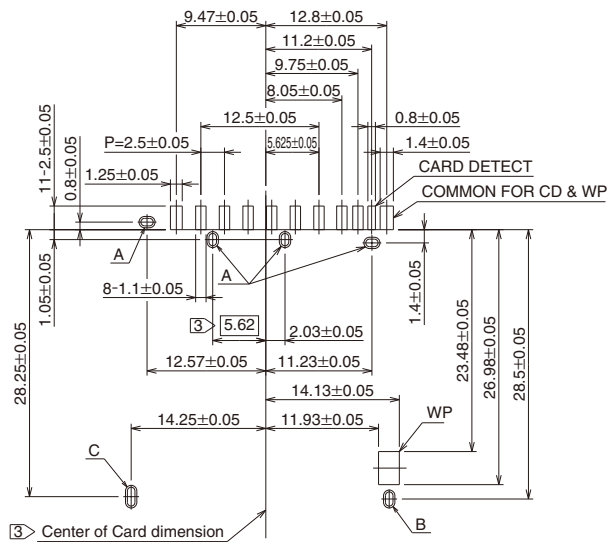 9.47±0.05
12.8±0.05
11.2±0.05
9.75±0.05
8.05±0.05
12.5±0.05
0.8±0.05
P=2.5±0.05
5.625±0.05
1.4±0.05
11-2.5±0.05
0.8±0.05
1.25±0.05
CARD DETECT
COMMON FOR CD & WP
A
A
1.05±0.05
8-1.1±0.05
1.4±0.05
3 5.62
2.03±0.05
28.25±0.05
12.57±0.05
11.23±0.05
23.48±0.05
26.98±0.05
28.5±0.05
14.13±0.05
14.25±0.05
11.93±0.05
WP
C
B
3 Center of Card dimension